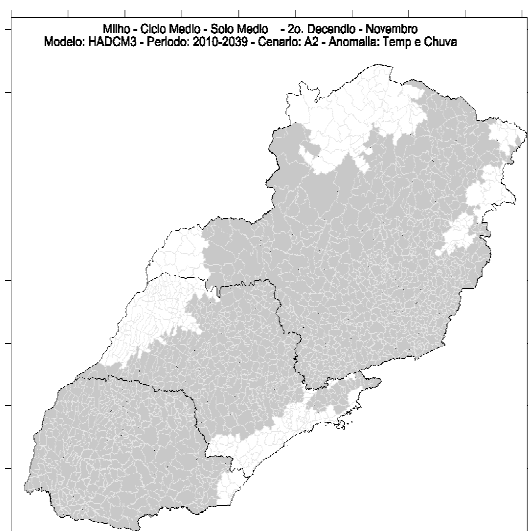 Milho - Ciclo Medio - Solo Medio - 2o. Decendio - Novembro
Modelo: HADCM3 - Periodo: 2010-2039 - Cenario: A2 - Anomalia: Temp e Chuva